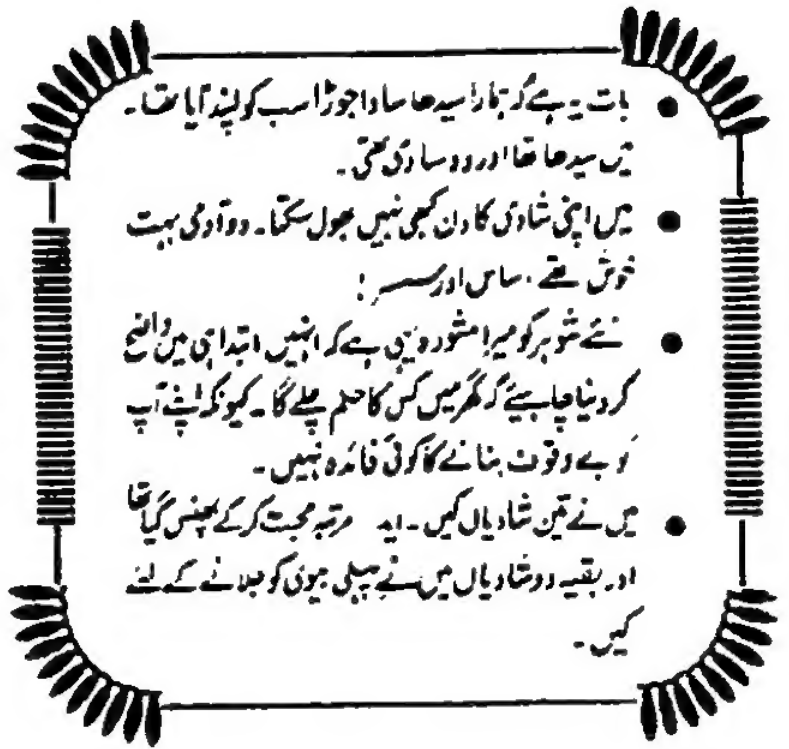 ● بات یہ ہے کہ ہمارا سیدھا سادا جوڑا سب کو پسند آیا تھا۔
میں سیدھا تھا اور وہ سادی تھی۔
● میں اپنی شادی کا دن کبھی نہیں بھول سکتا۔ دو آدمی بہت
خوش تھے، ساس اور سسر!
● نئے شوہر کو میرا مشورہ یہی ہے کہ انہیں ابتدا ہی میں واضح
کر دینا چاہیئے کہ گھر میں کس کا حکم چلے گا۔ کیونکہ اپنے آپ
کو بے وقوف بنانے کا کوئی فائدہ نہیں۔
● میں نے تین شادیاں کیں۔ مرتبہ محبت کر کے پھنس گیا تھا
اور بقیہ دو شادیاں میں نے پہلی بیوی کو جلانے کے لئے
کیں۔